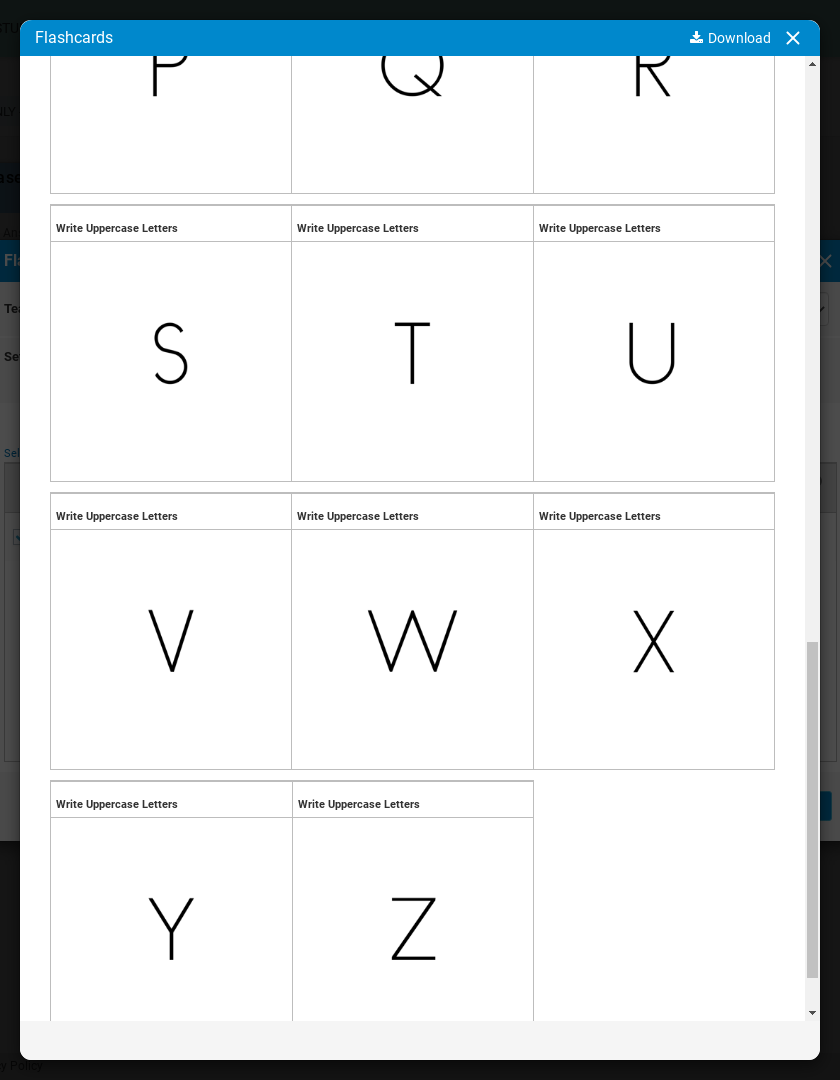 Flashcards Download
P Q R
Write Uppercase Letters Write Uppercase Letters Write Uppercase Letters
S T U
Write Uppercase Letters Write Uppercase Letters Write Uppercase Letters
V W X
Write Uppercase Letters Write Uppercase Letters
Y Z
Policy